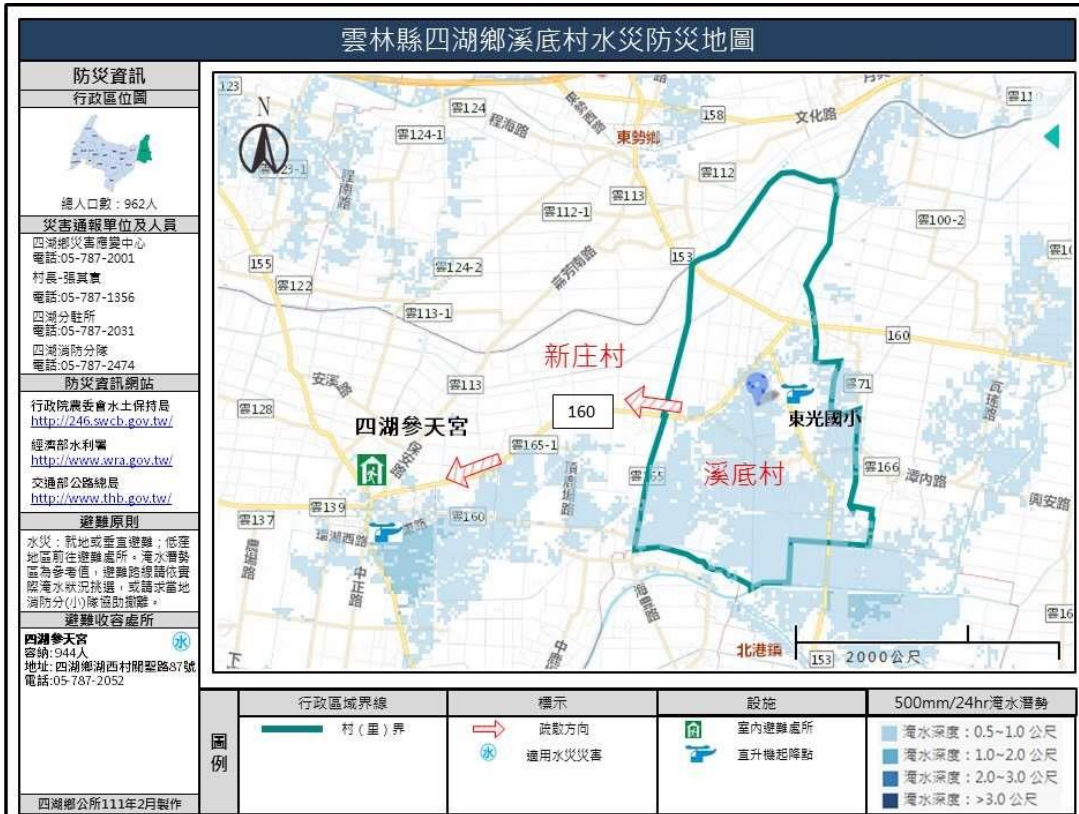 雲林縣四湖鄉溪底村水災防災地圖
防災資訊
行政區位圖
總人口數：962人
災害通報單位及人員
四湖鄉災害應變中心
電話:05-787-2001
電話:05-787-1356
四湖分駐所
電話:05-787-2031
四湖消防分隊
電話:05-787-2474
防災資訊網站
行政院農委會水土保持局
http://246.swcb.gov.tw/
經濟部水利署
http://www.wra.gov.tw/
交通部公路總局
http://www.thb.gov.tw/
避難原則
水災：就地或垂直避難；低窪
地區前往避難處所。淹水潛勢
區為參考值，避難路線請依實
際淹水狀況挑選，或請求當地
消防分(小)隊協助撤離。
避難收容處所
四湖參天宮
水
容納:944人
地址:四湖鄉湖西村關聖路87號
電話:05-787-2052
四湖鄉公所111年2月製作
123
N
雲124
程海路
158
文化路
雲124-1
東勢鄉
雲112
雲113
雲112-1
雲100-2
153
155
雲124-2
嘉芳南路
雲122
雲113-1
160
新庄村
安溪路
雲113
160
雲71
雲128
四湖參天宮
東光國小
雲165-1
溪底村
雲165
雲166
潭內路
興安路
雲139
雲137
雲160
環湖西路
農場路
中正路
北港鎮
153
2000公尺
圖例
行政區域界線
村(里)界
標示
疏散方向
水
適用水災災害
設施
室內避難處所
直升機起降點
500mm/24hr淹水潛勢
淹水深度：0.5~1.0 公尺
淹水深度：1.0~2.0 公尺
淹水深度：2.0~3.0 公尺
淹水深度：>3.0 公尺